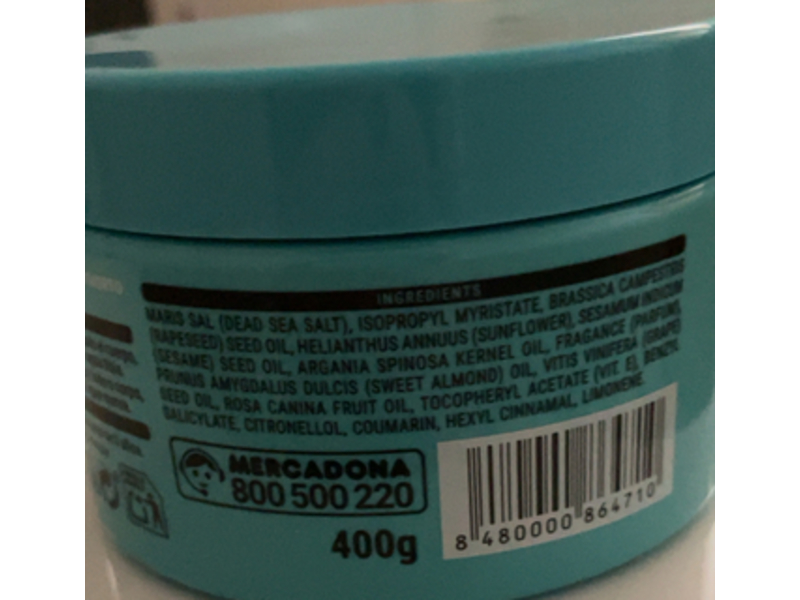 INGREDIENTS
MARIS SAL (DEAD SEA SALT), ISOPROPYL MYRISTATE, BRASSICA CAMPESTRIS
(RAPESEED) SEED OIL, HELIANTHUS ANNUUS (SUNFLOWER), SESAMUM INDICUM
(SESAME) SEED OIL, ARGANIA SPINOSA KERNEL OIL, FRAGANCE (PARFUM),
PRUNUS AMYGDALUS DULCIS (SWEET ALMOND) OIL, VITIS VINIFERA (GRAPE)
SEED OIL, ROSA CANINA FRUIT OIL, TOCOPHERYL ACETATE (VIT. E), BENZYL
SALICYLATE, CITRONELLOL, COUMARIN, HEXYL CINNAMAL, LIMONENE.
MERCADONA
800 500 220
400g
8 480000 864710